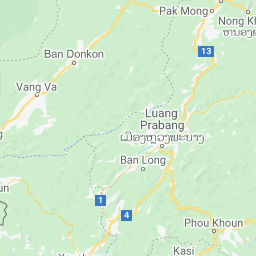 Pak Mong
Nong Kh
13
Ban Donkon
Vang Va
Luang
Prabang
ເມືອງຫຼວງພະບາງ
Ban Long
un
1
4
Phou Khoun
Kasi